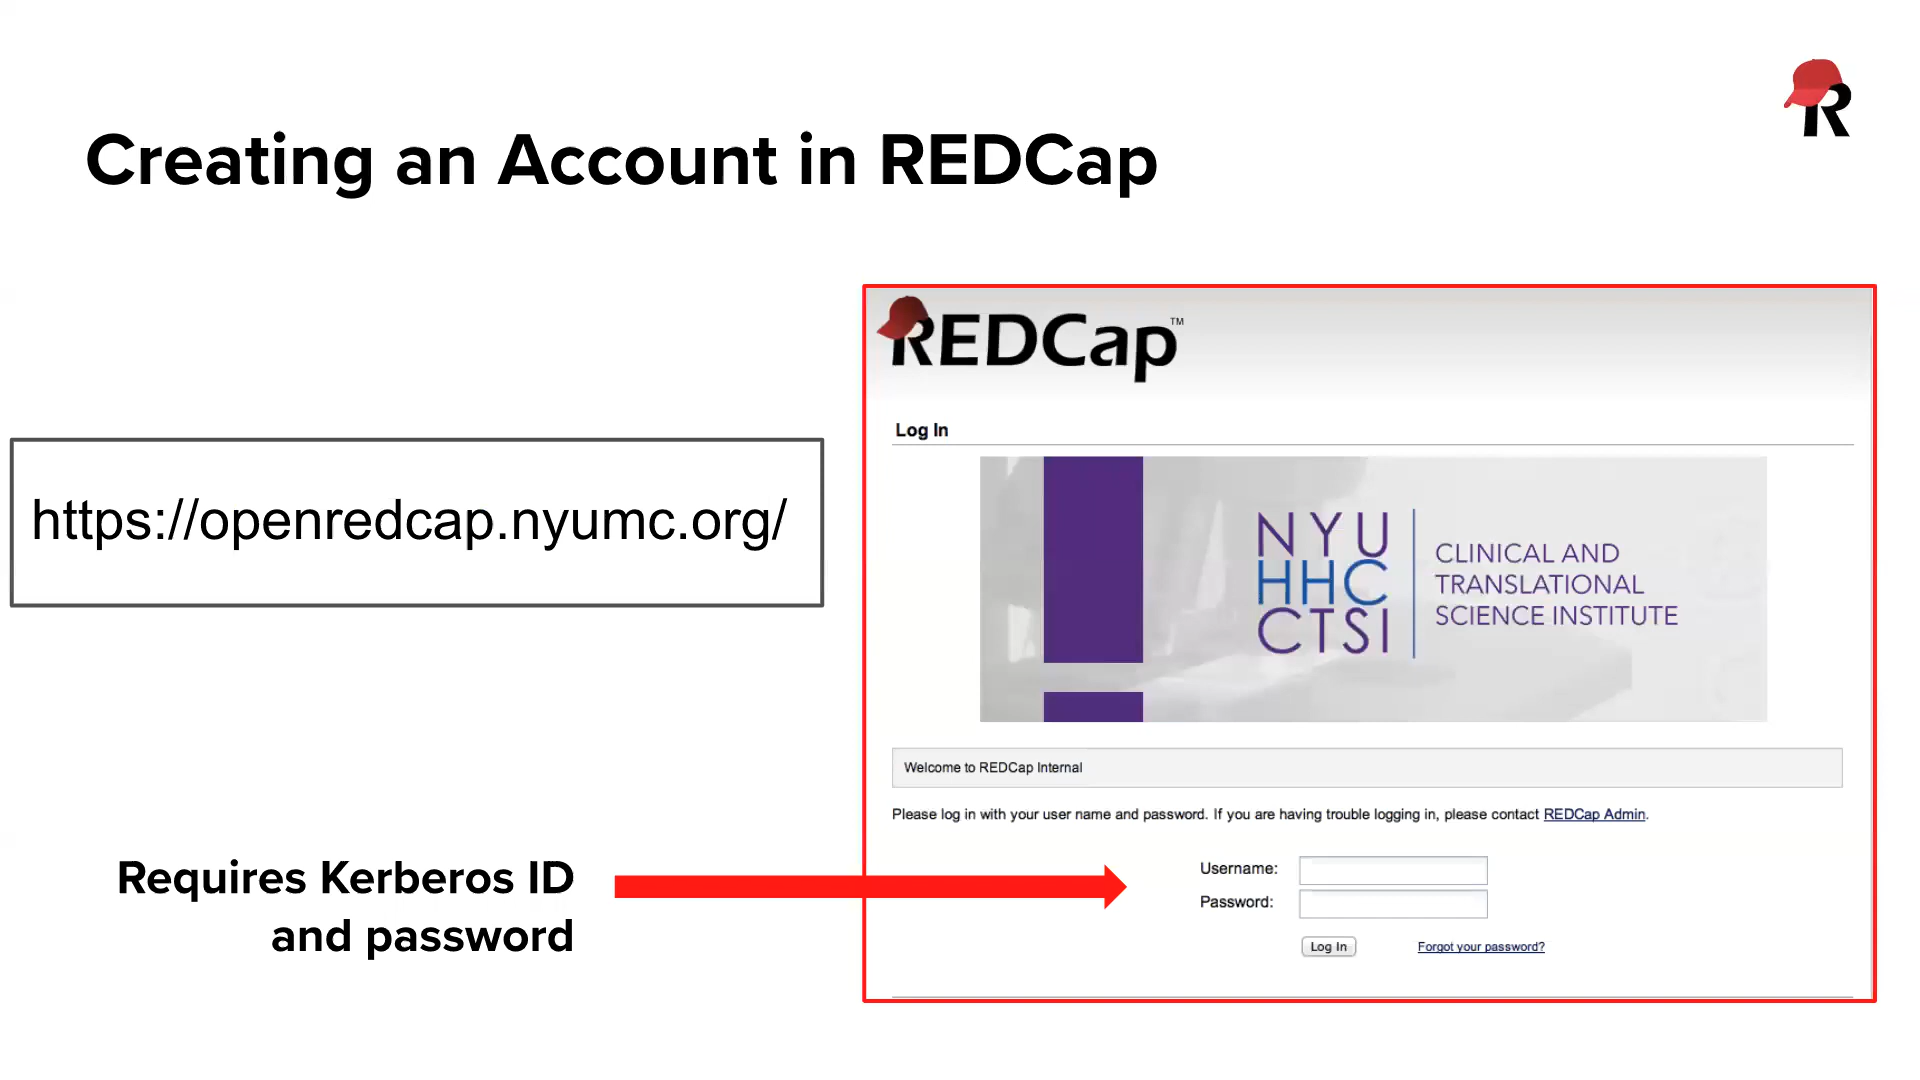 R
Creating an Account in REDCap
https://openredcap.nyumc.org/
Requires Kerberos ID
and password
REDCap™
Log In
NYU
HHC
CTSI
CLINICAL AND
TRANSLATIONAL
SCIENCE INSTITUTE
Welcome to REDCap Internal
Please log in with your user name and password. If you are having trouble logging in, please contact REDCap Admin.
Username:
Password:
Log In
Forgot your password?